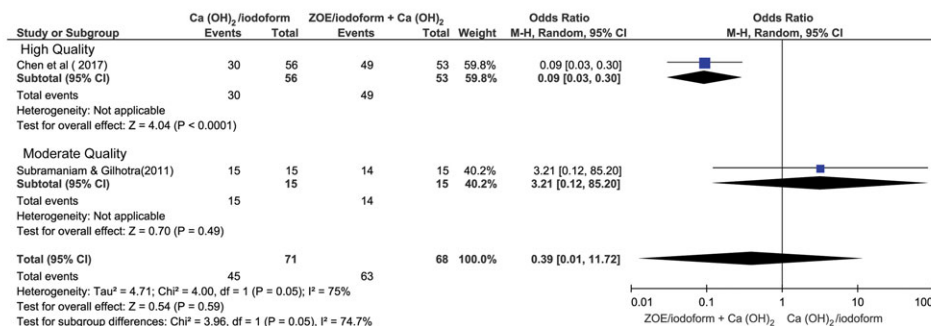 Ca (OH)₂/iodoform ZOE/iodoform + Ca (OH)₂ Odds Ratio Odds Ratio
Study or Subgroup Events Total Events Total Weight M-H, Random, 95% CI M-H, Random, 95% CI
High Quality
Chen et al ( 2017) 30 56 49 53 59.8% 0.09 [0.03, 0.30]
Subtotal (95% CI) 56 53 59.8% 0.09 [0.03, 0.30]
Total events 30 49
Heterogeneity: Not applicable
Test for overall effect: Z = 4.04 (P < 0.0001)
Moderate Quality
Subramaniam & Gilhotra(2011) 15 15 14 15 40.2% 3.21 [0.12, 85.20]
Subtotal (95% CI) 15 15 40.2% 3.21 [0.12, 85.20]
Total events 15 14
Heterogeneity: Not applicable
Test for overall effect: Z = 0.70 (P = 0.49)
Total (95% CI) 71 68 100.0% 0.39 [0.01, 11.72]
Total events 45 63
Heterogeneity: Tau² = 4.71; Chi² = 4.00, df = 1 (P = 0.05); I² = 75%
Test for overall effect: Z = 0.54 (P = 0.59)
Test for subgroup differences: Chi² = 3.96, df = 1 (P = 0.05), I² = 74.7%
0.01 0.1 1 10 100
ZOE/iodoform + Ca (OH)₂ Ca (OH)₂/iodoform